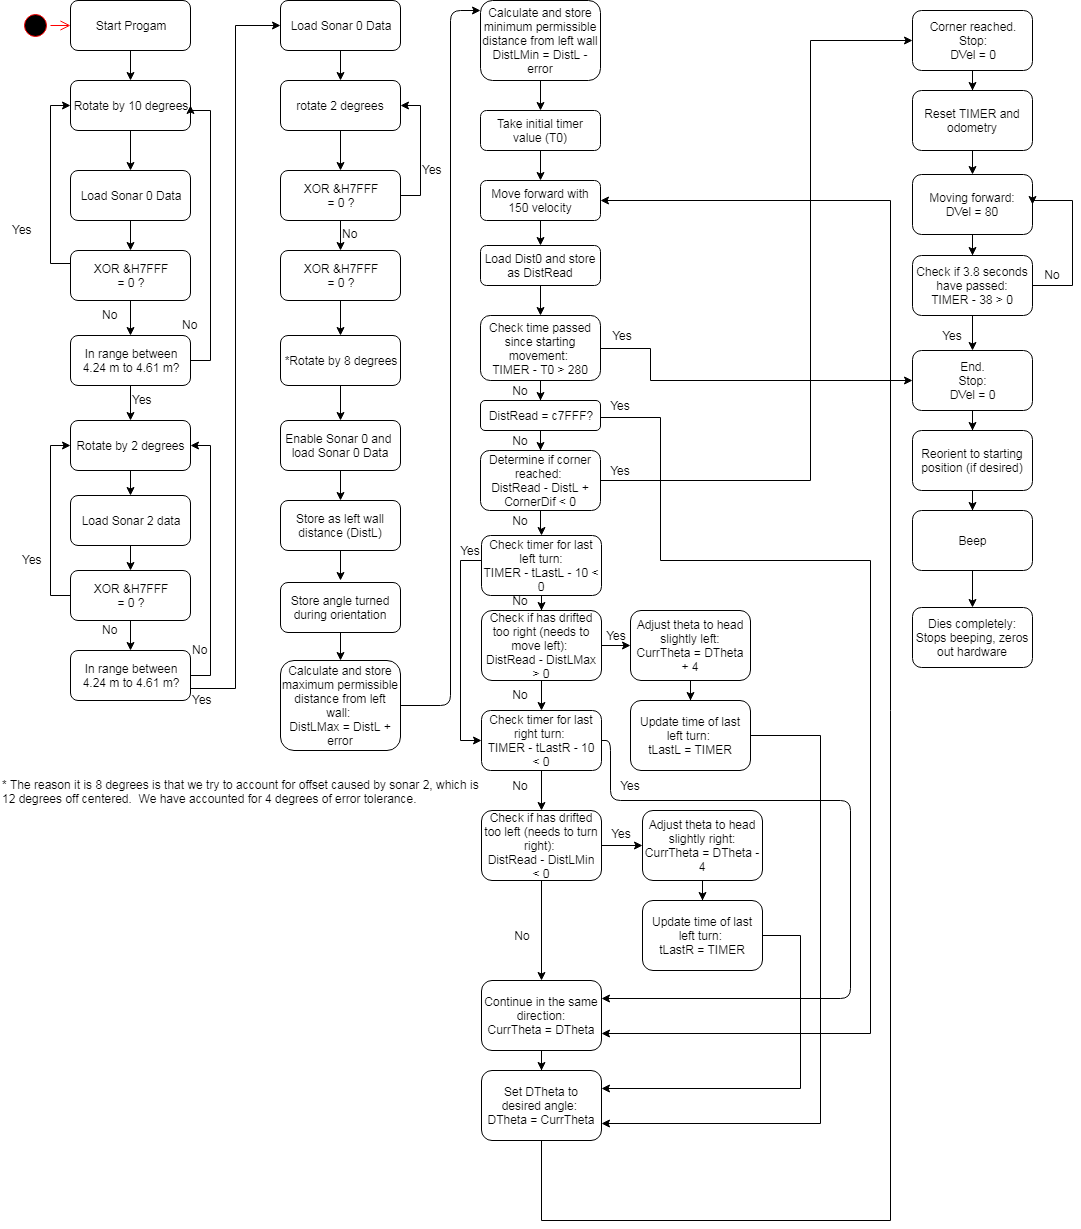 Start Progam
Rotate by 10 degrees
Load Sonar 0 Data
Yes
XOR &H7FFF
= 0 ?
No
No
In range between
4.24 m to 4.61 m?
Yes
Rotate by 2 degrees
Load Sonar 2 data
Yes
XOR &H7FFF
= 0 ?
No
No
In range between
4.24 m to 4.61 m?
Yes
Load Sonar 0 Data
rotate 2 degrees
Yes
XOR &H7FFF
= 0 ?
No
XOR &H7FFF
= 0 ?
*Rotate by 8 degrees
Enable Sonar 0 and
load Sonar 0 Data
Store as left wall
distance (DistL)
Store angle turned
during orientation
Calculate and store
maximum permissible
distance from left
wall:
DistLMax = DistL +
error
* The reason it is 8 degrees is that we try to account for offset caused by sonar 2, which is
12 degrees off centered.  We have accounted for 4 degrees of error tolerance.
Calculate and store
minimum permissible
distance from left wall
DistLMin = DistL -
error
Take initial timer
value (T0)
Move forward with
150 velocity
Load Dist0 and store
as DistRead
Check time passed
since starting
movement:
TIMER - T0 > 280
Yes
No
DistRead = c7FFF?
Yes
No
Determine if corner
reached:
DistRead - DistL +
CornerDif < 0
Yes
No
Check timer for last
left turn:
TIMER - tLastL - 10 <
0
Yes
No
Check if has drifted
too right (needs to
move left):
DistRead - DistLMax
> 0
Yes
Adjust theta to head
slightly left:
CurrTheta = DTheta
+ 4
Update time of last
left turn:
tLastL = TIMER
No
Check timer for last
right turn:
TIMER - tLastR - 10
< 0
Yes
No
Check if has drifted
too left (needs to turn
right):
DistRead - DistLMin
< 0
Yes
Adjust theta to head
slightly right:
CurrTheta = DTheta -
4
Update time of last
left turn:
tLastR = TIMER
No
Continue in the same
direction:
CurrTheta = DTheta
Set DTheta to
desired angle:
DTheta = CurrTheta
Corner reached.
Stop:
DVel = 0
Reset TIMER and
odometry
Moving forward:
DVel = 80
Check if 3.8 seconds
have passed:
TIMER - 38 > 0
No
Yes
End.
Stop:
DVel = 0
Reorient to starting
position (if desired)
Beep
Dies completely:
Stops beeping, zeros
out hardware